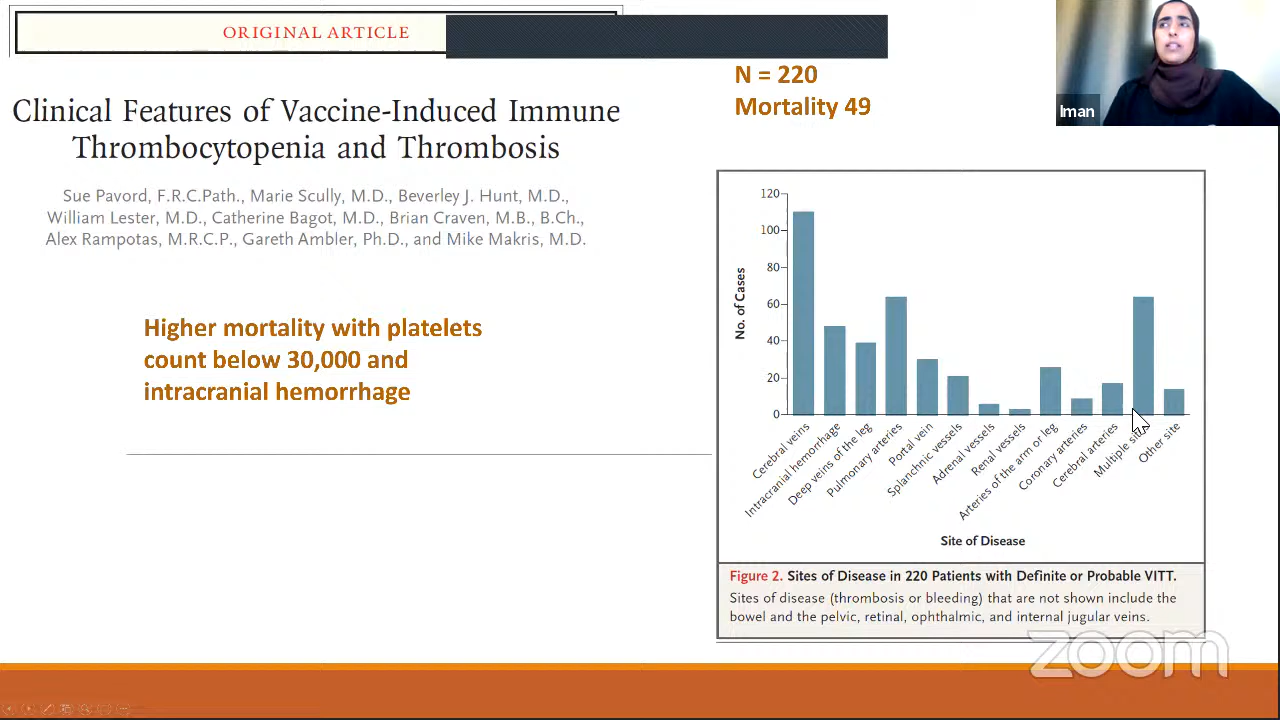 ORIGINAL ARTICLE
Clinical Features of Vaccine-Induced Immune
Thrombocytopenia and Thrombosis
Sue Pavord, F.R.C.Path., Marie Scully, M.D., Beverley J. Hunt, M.D.,
William Lester, M.D., Catherine Bagot, M.D., Brian Craven, M.B., B.Ch.,
Alex Rampotas, M.R.C.P., Gareth Ambler, Ph.D., and Mike Makris, M.D.
Higher mortality with platelets
count below 30,000 and
intracranial hemorrhage
N = 220
Mortality 49
Iman
No. of Cases
120
100
80
60
40
20
0
Cerebral veins
Intracranial hemorrhage
Deep veins of the leg
Pulmonary arteries
Portal vein
Splanchnic vessels
Adrenal vessels
Renal vessels
Arteries of the arm or leg
Coronary arteries
Cerebral arteries
Multiple
Other site
Site of Disease
Figure 2. Sites of Disease in 220 Patients with Definite or Probable VITT.
Sites of disease (thrombosis or bleeding) that are not shown include the
bowel and the pelvic, retinal, ophthalmic, and internal jugular veins.
zoom